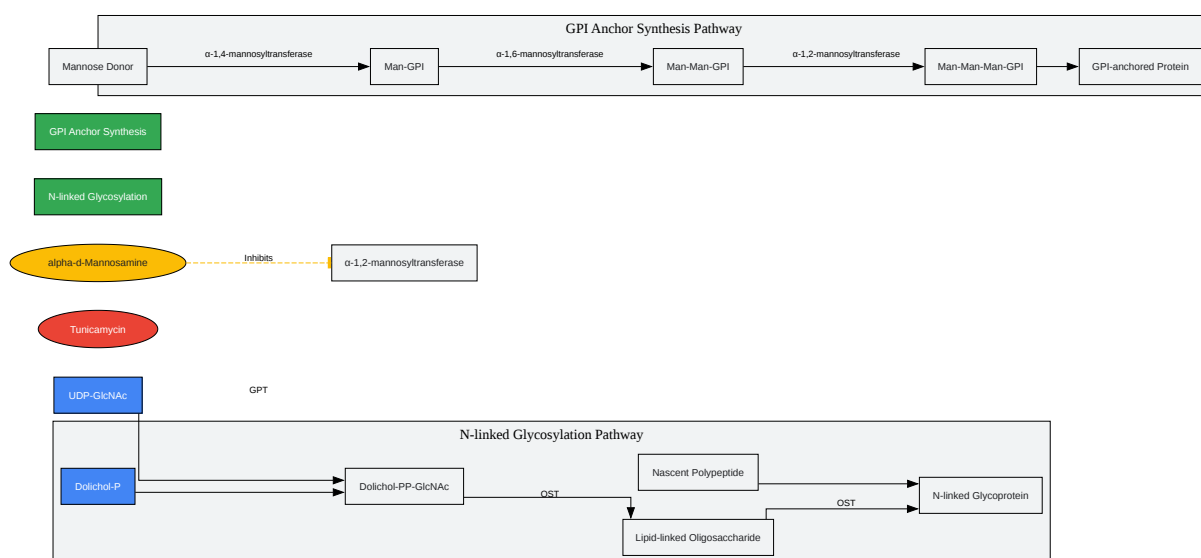 GPI Anchor Synthesis Pathway
Mannose Donor
α-1,4-mannosyltransferase
Man-GPI
α-1,6-mannosyltransferase
Man-Man-GPI
α-1,2-mannosyltransferase
Man-Man-Man-GPI
GPI-anchored Protein
GPI Anchor Synthesis
N-linked Glycosylation
alpha-d-Mannosamine
Inhibits
α-1,2-mannosyltransferase
Tunicamycin
UDP-GlcNAc
GPT
N-linked Glycosylation Pathway
Dolichol-P
Dolichol-PP-GlcNAc
OST
Nascent Polypeptide
Lipid-linked Oligosaccharide
OST
N-linked Glycoprotein